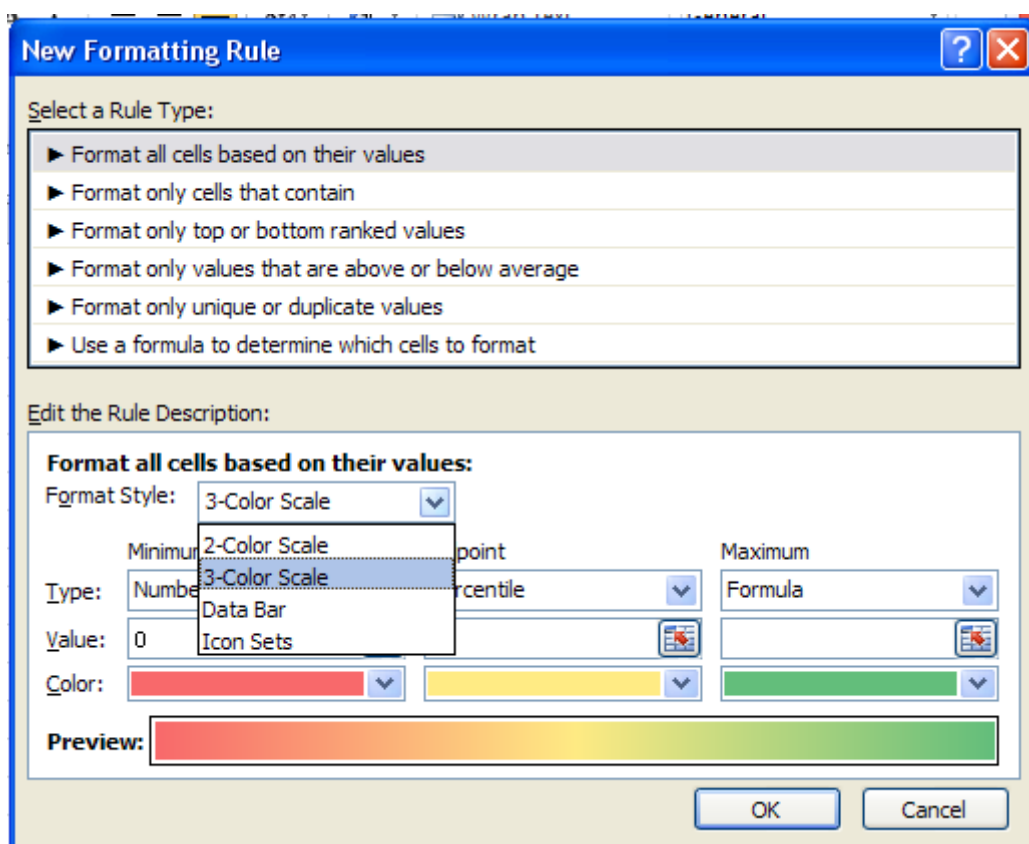 New Formatting Rule
Select a Rule Type:
► Format all cells based on their values
► Format only cells that contain
► Format only top or bottom ranked values
► Format only values that are above or below average
► Format only unique or duplicate values
► Use a formula to determine which cells to format
Edit the Rule Description:
Format all cells based on their values:
Format Style: 3-Color Scale
2-Color Scale
3-Color Scale
Data Bar
Icon Sets
Minimu point Maximum
Type: Numbe rcentile Formula
Value: 0
Color:
Preview:
OK Cancel